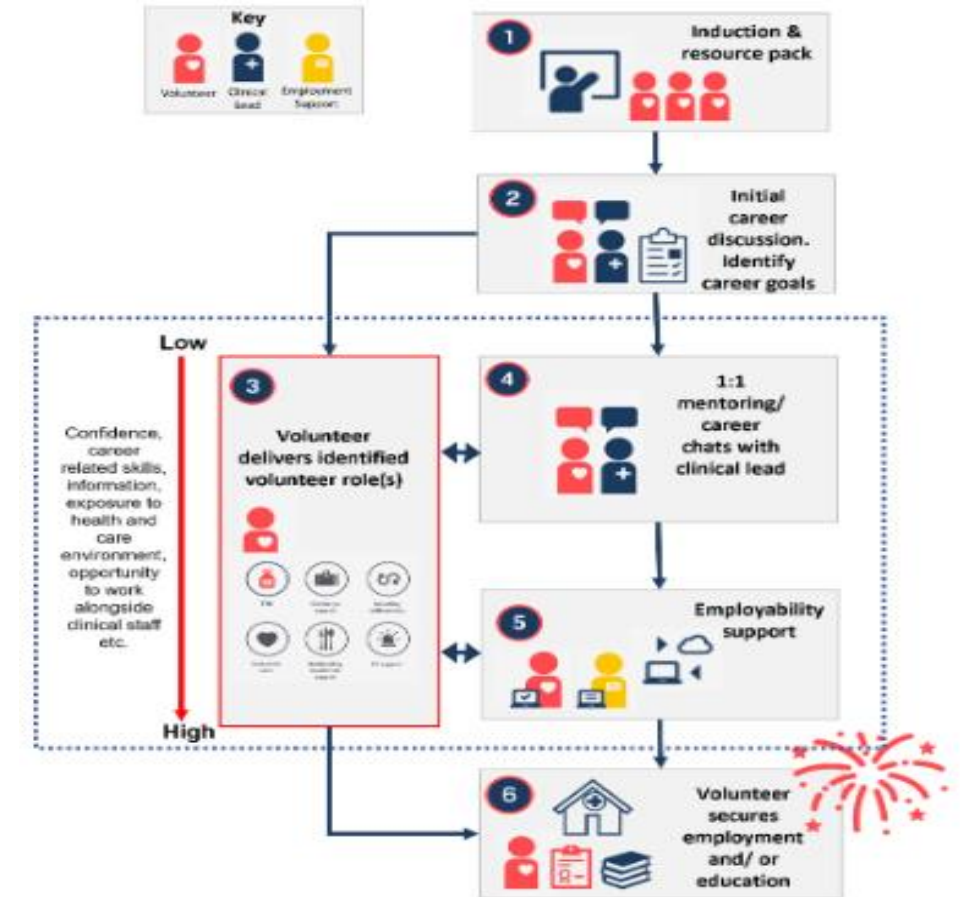 Key
Volunteer
Clinical
Lead
Employment
Support
1
Induction &
resource pack
2
Initial
career
discussion.
Identify
career goals
Low
Confidence,
career
related skills,
information,
exposure to
health and
care
environment,
opportunity
to work
alongside
clinical staff
etc.
High
3
Volunteer
delivers identified
volunteer role(s)
4
1:1
mentoring/
career
chats with
clinical lead
5
Employability
support
6
Volunteer
secures
employment
and/ or
education